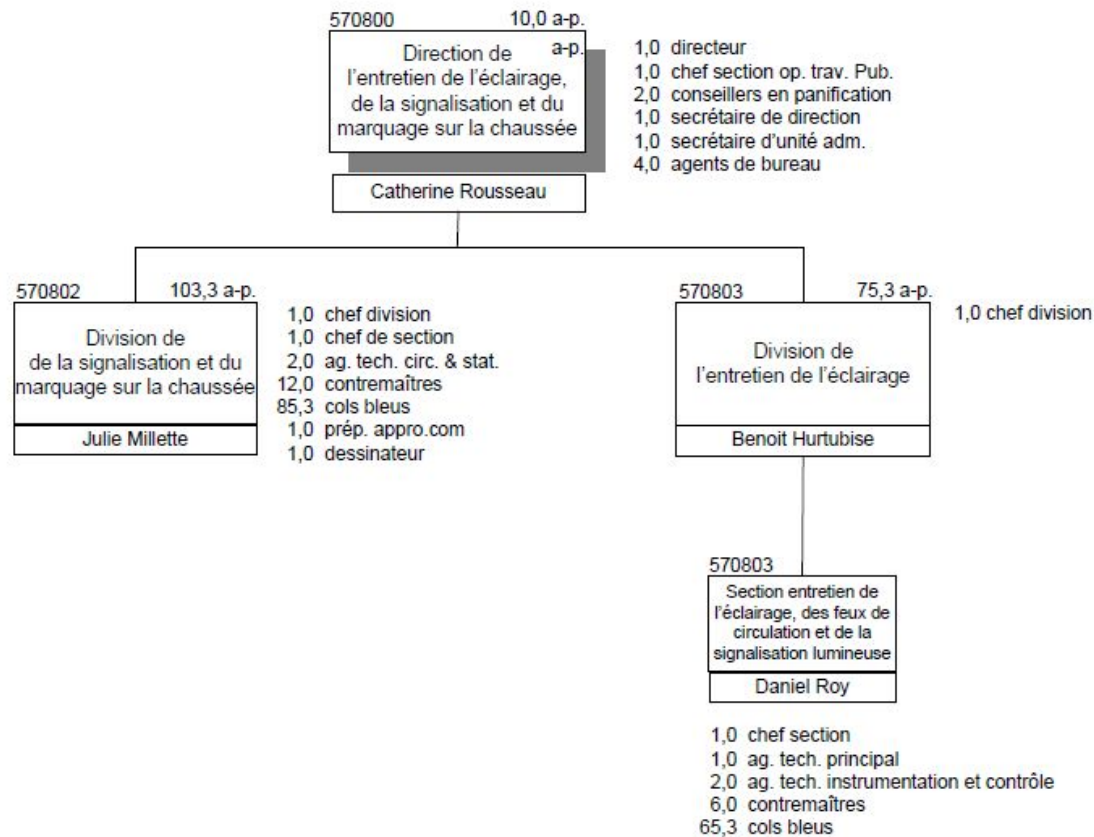 570800 10,0 a-p.
a-p.
Direction de
l'entretien de l'éclairage,
de la signalisation et du
marquage sur la chaussée
Catherine Rousseau
1,0 directeur
1,0 chef section op. trav. Pub.
2,0 conseillers en panification
1,0 secrétaire de direction
1,0 secrétaire d'unité adm.
4,0 agents de bureau
570802 103,3 a-p.
Division de
de la signalisation et du
marquage sur la chaussée
Julie Millette
1,0 chef division
1,0 chef de section
2,0 ag. tech. circ. & stat.
12,0 contremaîtres
85,3 cols bleus
1,0 prép. appro.com
1,0 dessinateur
570803 75,3 a-p.
Division de
l'entretien de l'éclairage
Benoit Hurtubise
1,0 chef division
570803
Section entretien de
l'éclairage, des feux de
circulation et de la
signalisation lumineuse
Daniel Roy
1,0 chef section
1,0 ag. tech. principal
2,0 ag. tech. instrumentation et contrôle
6,0 contremaîtres
65,3 cols bleus